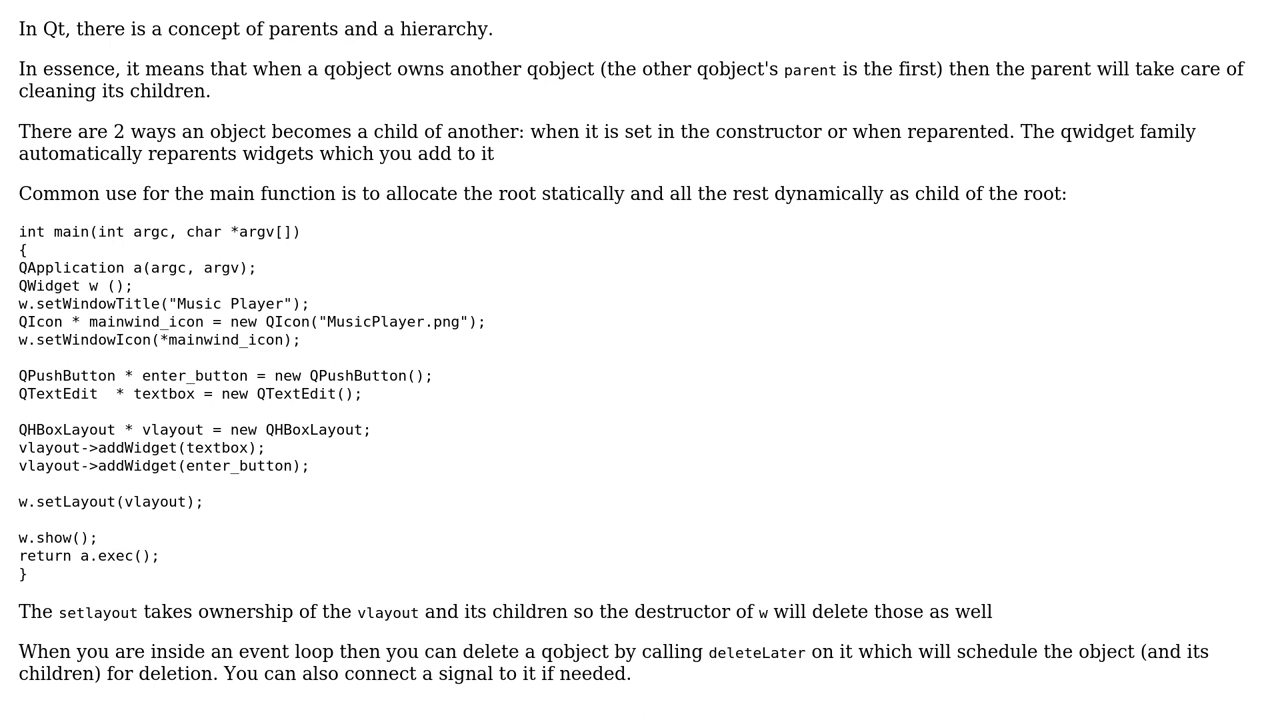 In Qt, there is a concept of parents and a hierarchy.
In essence, it means that when a qobject owns another qobject (the other qobject's parent is the first) then the parent will take care of
cleaning its children.
There are 2 ways an object becomes a child of another: when it is set in the constructor or when reparented. The qwidget family
automatically reparents widgets which you add to it
Common use for the main function is to allocate the root statically and all the rest dynamically as child of the root:
int main(int argc, char *argv[])
{
QApplication a(argc, argv);
QWidget w ();
w.setWindowTitle("Music Player");
QIcon * mainwind_icon = new QIcon("MusicPlayer.png");
w.setWindowIcon(*mainwind_icon);
QPushButton * enter_button = new QPushButton();
QTextEdit  * textbox = new QTextEdit();
QHBoxLayout * vlayout = new QHBoxLayout;
vlayout->addWidget(textbox);
vlayout->addWidget(enter_button);
w.setLayout(vlayout);
w.show();
return a.exec();
}
The setlayout takes ownership of the vlayout and its children so the destructor of w will delete those as well
When you are inside an event loop then you can delete a qobject by calling deleteLater on it which will schedule the object (and its
children) for deletion. You can also connect a signal to it if needed.